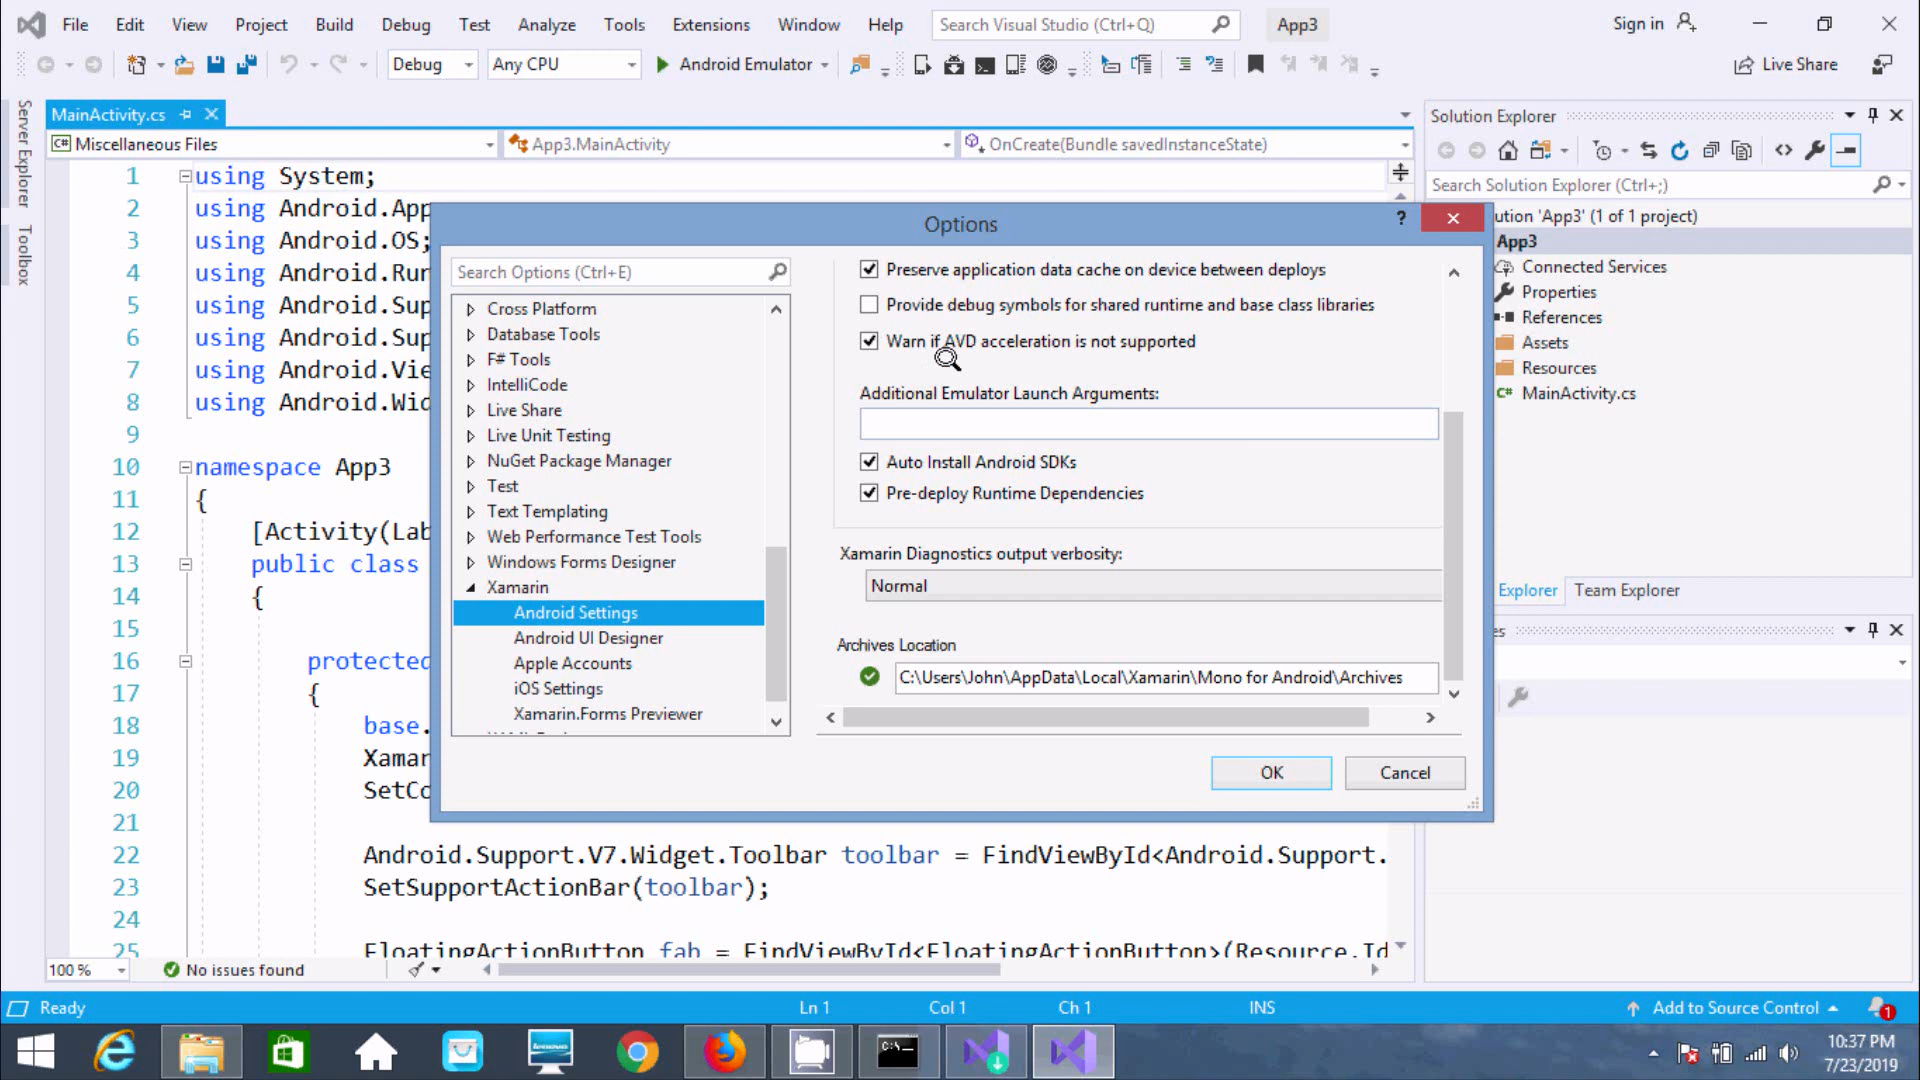 File Edit View Project Build Debug Test Analyze Tools Extensions Window Help Search Visual Studio (Ctrl+Q) App3 Sign in
Debug Any CPU Android Emulator Live Share
Server Explorer
Toolbox
MainActivity.cs
Miscellaneous Files App3.MainActivity OnCreate(Bundle savedInstanceState)
1 using System;
2 using Android.App
3 using Android.OS;
4 using Android.Run
5 using Android.Sup
6 using Android.Sup
7 using Android.Vie
8 using Android.Wid
9
10 namespace App3
11 {
12 [Activity(Lab
13 public class
14 {
15
16 protected
17 {
18 base.
19 Xamar
20 SetCo
21
22 Android.Support.V7.Widget.Toolbar toolbar = FindViewById<Android.Support.
23 SetSupportActionBar(toolbar);
24
25 FloatingActionButton fab = FindViewById<FloatingActionButton>(Resource.Id
100 % No issues found
Options
?
Search Options (Ctrl+E)
Cross Platform
Database Tools
F# Tools
IntelliCode
Live Share
Live Unit Testing
NuGet Package Manager
Test
Text Templating
Web Performance Test Tools
Windows Forms Designer
Xamarin
Android Settings
Android UI Designer
Apple Accounts
iOS Settings
Xamarin.Forms Previewer
Preserve application data cache on device between deploys
Provide debug symbols for shared runtime and base class libraries
Warn if AVD acceleration is not supported
Additional Emulator Launch Arguments:
Auto Install Android SDKs
Pre-deploy Runtime Dependencies
Xamarin Diagnostics output verbosity:
Normal
Archives Location
C:\Users\John\AppData\Local\Xamarin\Mono for Android\Archives
OK Cancel
Solution Explorer
Search Solution Explorer (Ctrl+;)
ution 'App3' (1 of 1 project)
App3
Connected Services
Properties
References
Assets
Resources
C# MainActivity.cs
Explorer Team Explorer
es
Ready Ln 1 Col 1 Ch 1 INS Add to Source Control 1
C:\.
lenovo
10:37 PM
7/23/2019